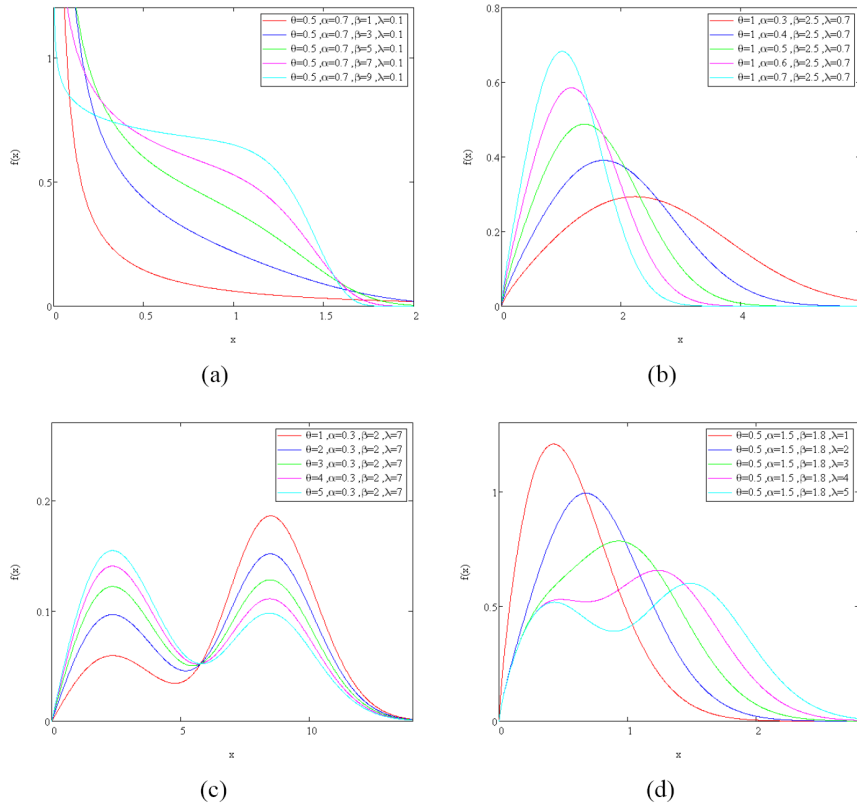 θ=0.5 ,α=0.7 ,β=1 ,λ=0.1
θ=0.5 ,α=0.7 ,β=3 ,λ=0.1
θ=0.5 ,α=0.7 ,β=5 ,λ=0.1
θ=0.5 ,α=0.7 ,β=7 ,λ=0.1
θ=0.5 ,α=0.7 ,β=9 ,λ=0.1
1
0.5
0
f(x)
0.5
1
1.5
2
x
(a)
θ=1 ,α=0.3 ,β=2.5 ,λ=0.7
θ=1 ,α=0.4 ,β=2.5 ,λ=0.7
θ=1 ,α=0.5 ,β=2.5 ,λ=0.7
θ=1 ,α=0.6 ,β=2.5 ,λ=0.7
θ=1 ,α=0.7 ,β=2.5 ,λ=0.7
0.8
0.6
0.4
0.2
0
f(x)
0
2
4
x
(b)
θ=1 ,α=0.3 ,β=2 ,λ=7
θ=2 ,α=0.3 ,β=2 ,λ=7
θ=3 ,α=0.3 ,β=2 ,λ=7
θ=4 ,α=0.3 ,β=2 ,λ=7
θ=5 ,α=0.3 ,β=2 ,λ=7
0.2
0.1
0
f(x)
0
5
10
x
(c)
θ=0.5 ,α=1.5 ,β=1.8 ,λ=1
θ=0.5 ,α=1.5 ,β=1.8 ,λ=2
θ=0.5 ,α=1.5 ,β=1.8 ,λ=3
θ=0.5 ,α=1.5 ,β=1.8 ,λ=4
θ=0.5 ,α=1.5 ,β=1.8 ,λ=5
1
0.5
0
f(x)
0
1
2
x
(d)